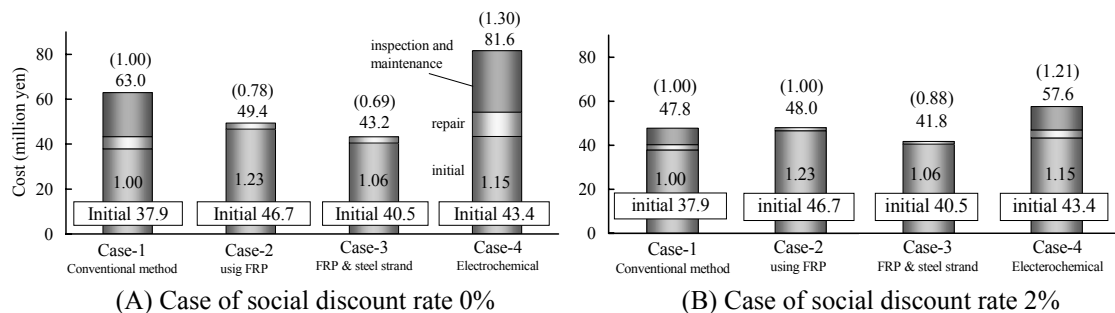 (1.00)
63.0
(0.78)
49.4
(0.69)
43.2
(1.30)
81.6
inspection and
maintenance
repair
initial
80
60
40
20
0
Cost (million yen)
1.00
1.23
1.06
1.15
Initial 37.9
Initial 46.7
Initial 40.5
Initial 43.4
Case-1
Conventional method
Case-2
usig FRP
Case-3
FRP & steel strand
Case-4
Electrochemical
(A) Case of social discount rate 0%
(1.00)
47.8
(1.00)
48.0
(0.88)
41.8
(1.21)
57.6
80
60
40
20
0
1.00
1.23
1.06
1.15
initial 37.9
initial 46.7
initial 40.5
initial 43.4
Case-1
Conventional method
Case-2
using FRP
Case-3
FRP & steel strand
Case-4
Electerochemical
(B) Case of social discount rate 2%